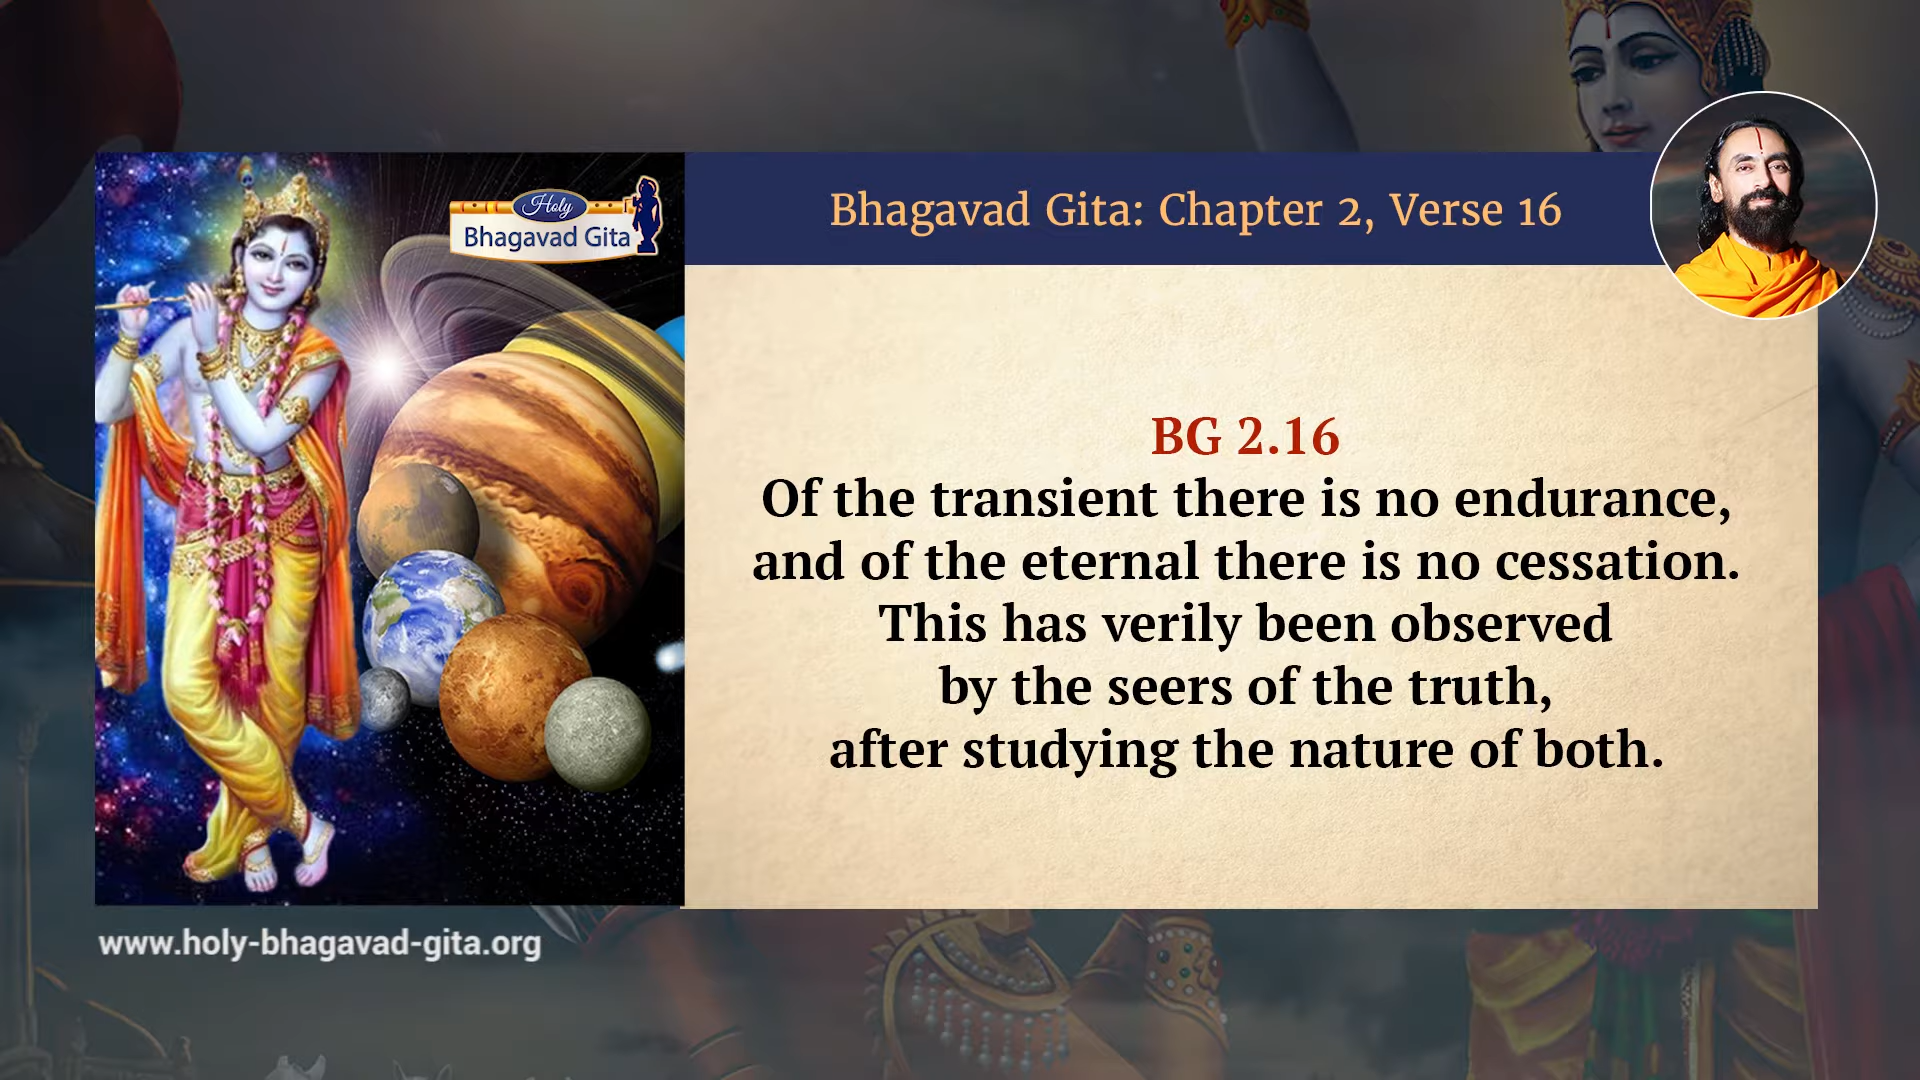 Holy
Bhagavad Gita
Bhagavad Gita: Chapter 2, Verse 16
BG 2.16
Of the transient there is no endurance,
and of the eternal there is no cessation.
This has verily been observed
by the seers of the truth,
after studying the nature of both.
www.holy-bhagavad-gita.org